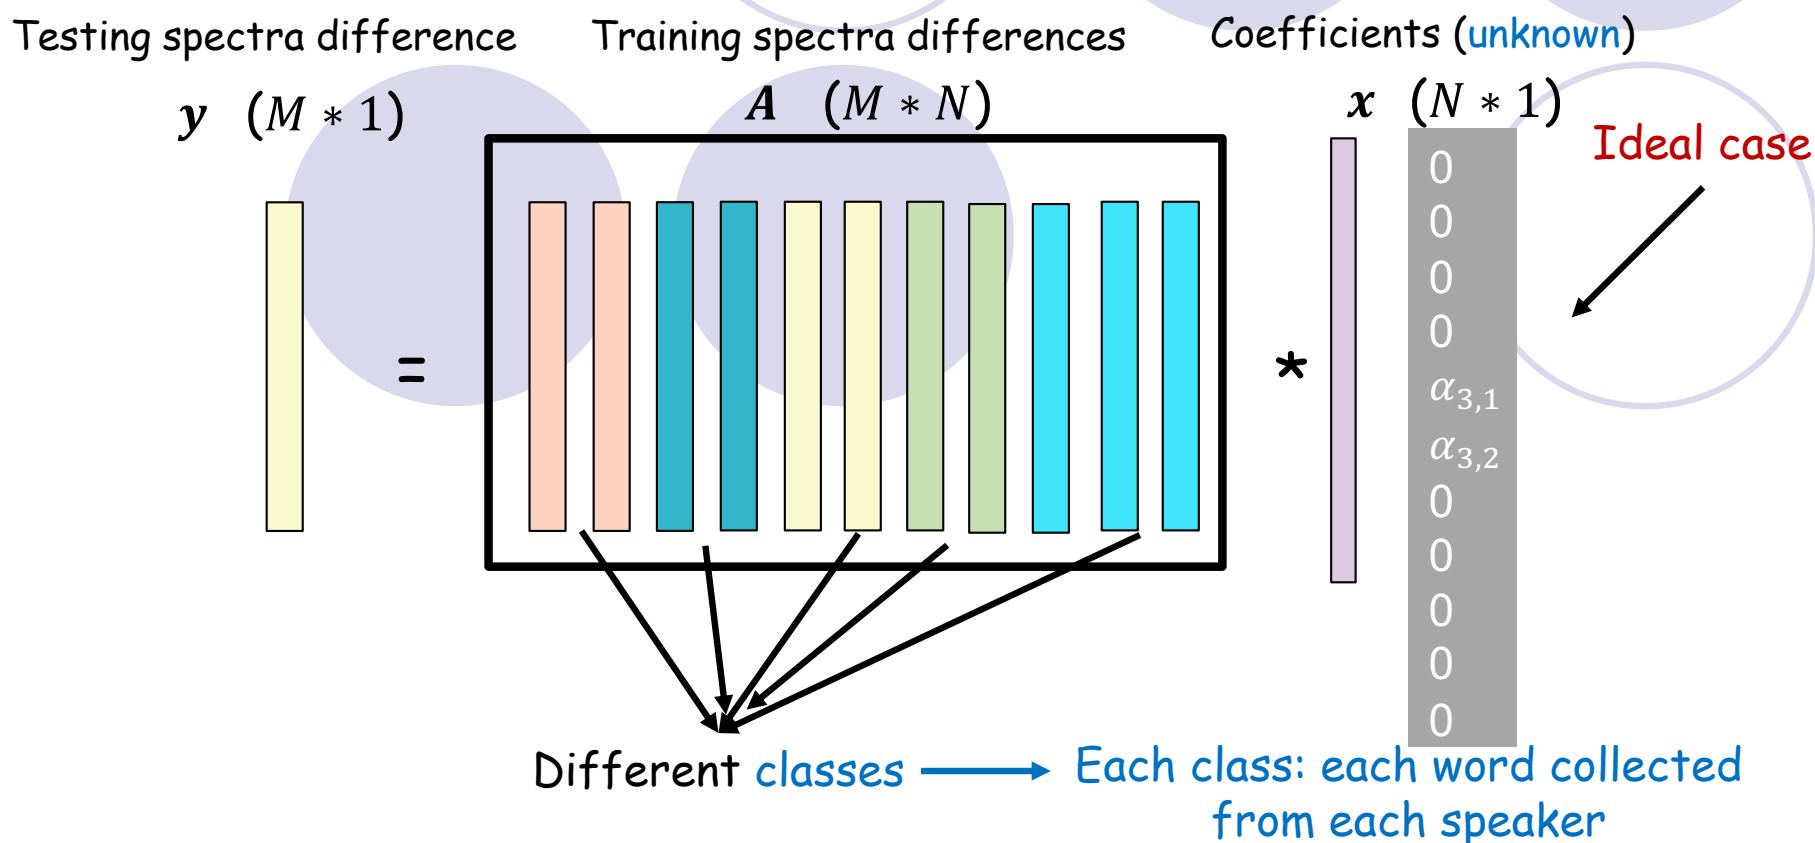 Testing spectra difference
Training spectra differences
Coefficients (unknown)
y (M * 1)
A (M * N)
x (N * 1)
Ideal case
=
*
0
0
0
0
α3,1
α3,2
0
0
0
0
0
Different classes
Each class: each word collected
from each speaker